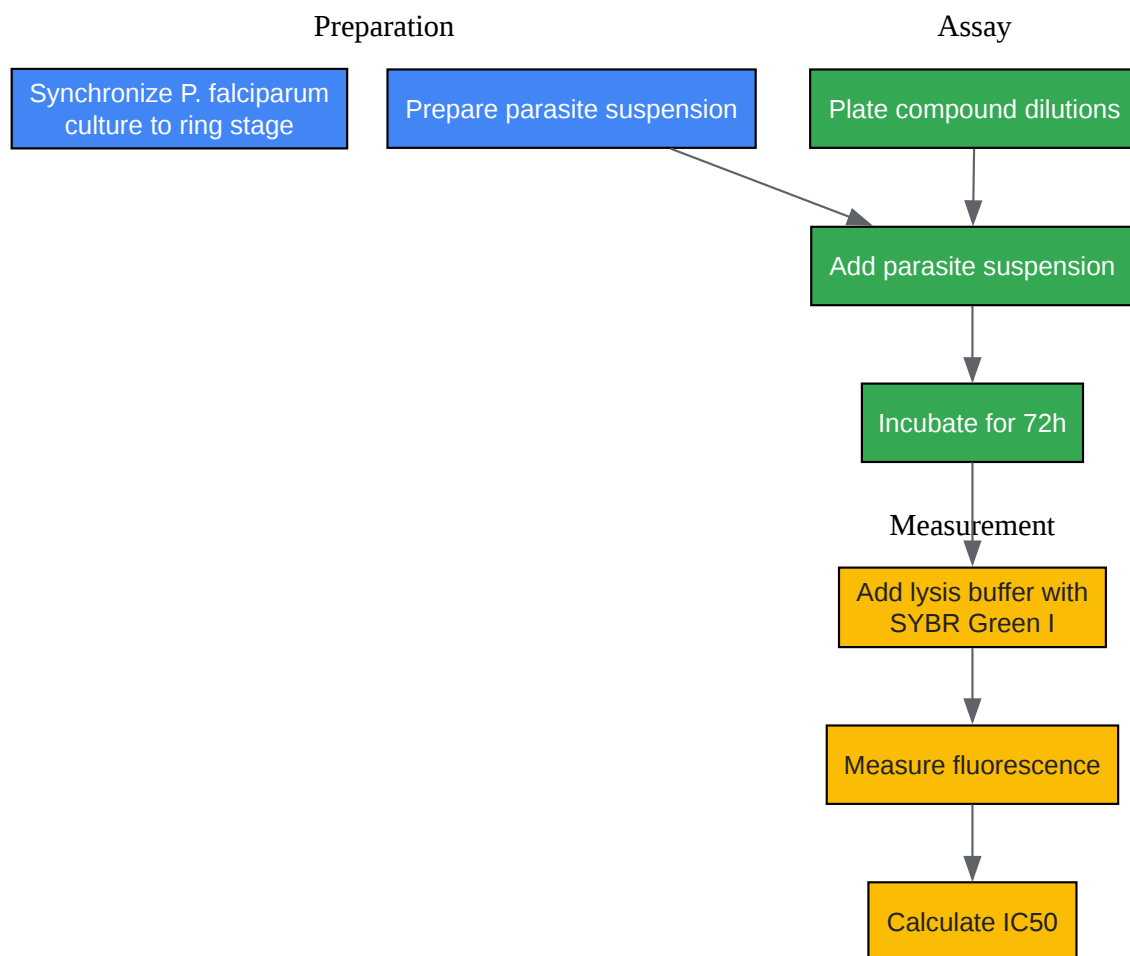 Preparation
Assay
Synchronize P. falciparum
culture to ring stage
Prepare parasite suspension
Plate compound dilutions
Add parasite suspension
Incubate for 72h
Measurement
Add lysis buffer with
SYBR Green I
Measure fluorescence
Calculate IC50